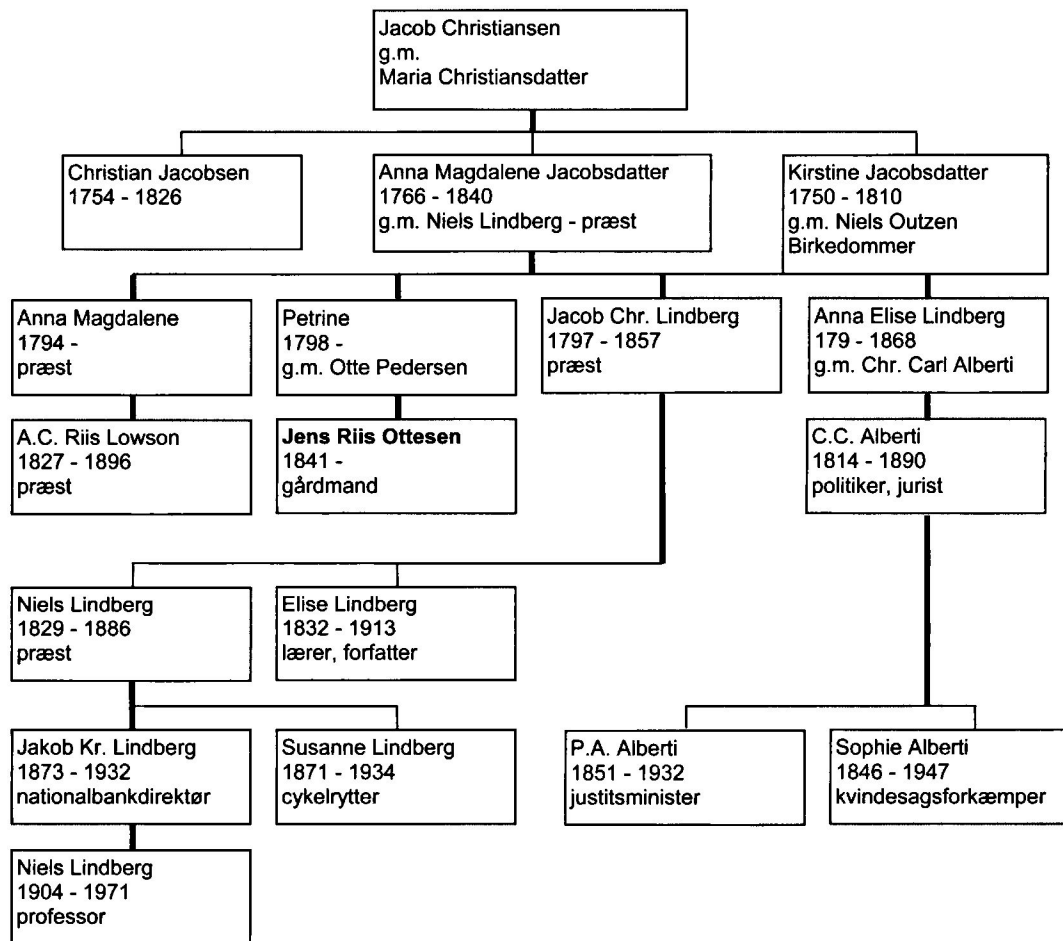 Jacob Christiansen
g.m.
Maria Christiansdatter
Christian Jacobsen
1754 - 1826
Anna Magdalene Jacobsdatter
1766 - 1840
g.m. Niels Lindberg - præst
Kirstine Jacobsdatter
1750 - 1810
g.m. Niels Outzen
Birkedommer
Anna Magdalene
1794 -
præst
Petrine
1798 -
g.m. Otte Pedersen
Jacob Chr. Lindberg
1797 - 1857
præst
Anna Elise Lindberg
179 - 1868
g.m. Chr. Carl Alberti
A.C. Riis Lowson
1827 - 1896
præst
Jens Riis Ottesen
1841 -
gårdmand
C.C. Alberti
1814 - 1890
politiker, jurist
Niels Lindberg
1829 - 1886
præst
Elise Lindberg
1832 - 1913
lærer, forfatter
Jakob Kr. Lindberg
1873 - 1932
nationalbankdirektør
Susanne Lindberg
1871 - 1934
cykelrytter
P.A. Alberti
1851 - 1932
justitsminister
Sophie Alberti
1846 - 1947
kvindesagsforkæmper
Niels Lindberg
1904 - 1971
professor